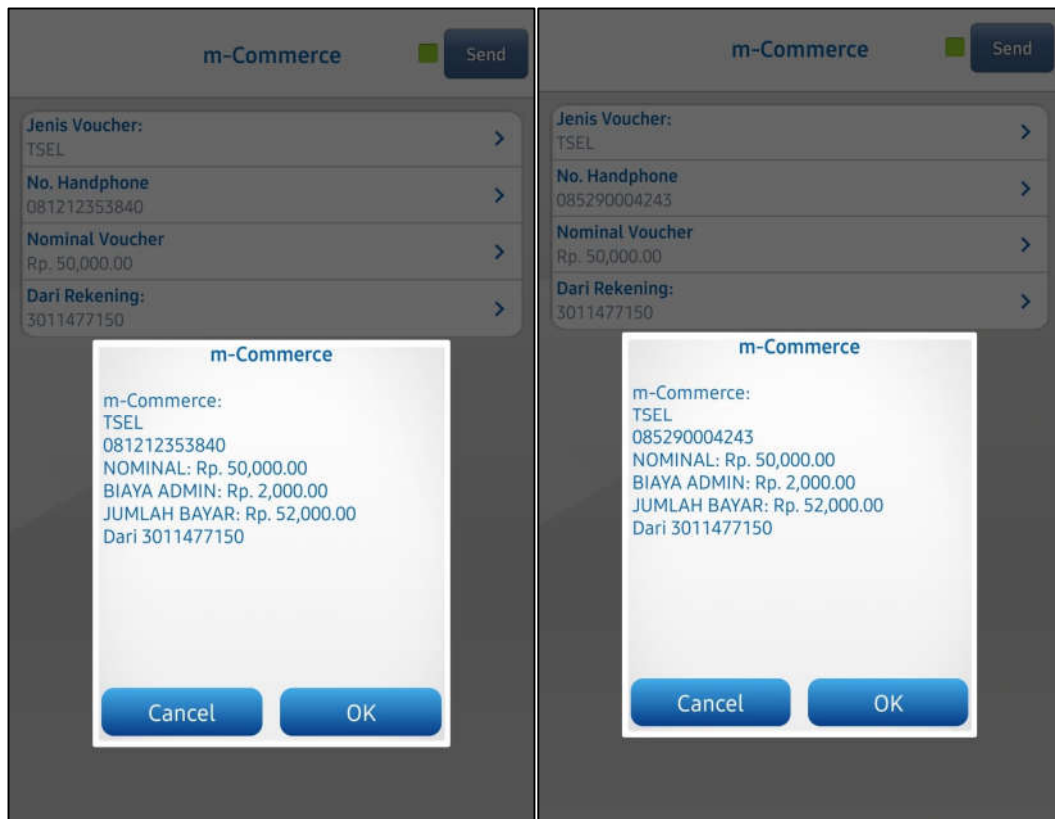 m-Commerce
Send
Jenis Voucher:
TSEL
No. Handphone
081212353840
Nominal Voucher
Rp. 50,000.00
Dari Rekening:
3011477150
m-Commerce
m-Commerce:
TSEL
081212353840
NOMINAL: Rp. 50,000.00
BIAYA ADMIN: Rp. 2,000.00
JUMLAH BAYAR: Rp. 52,000.00
Dari 3011477150
Cancel
OK
m-Commerce
Send
Jenis Voucher:
TSEL
No. Handphone
085290004243
Nominal Voucher
Rp. 50,000.00
Dari Rekening:
3011477150
m-Commerce
m-Commerce:
TSEL
085290004243
NOMINAL: Rp. 50,000.00
BIAYA ADMIN: Rp. 2,000.00
JUMLAH BAYAR: Rp. 52,000.00
Dari 3011477150
Cancel
OK